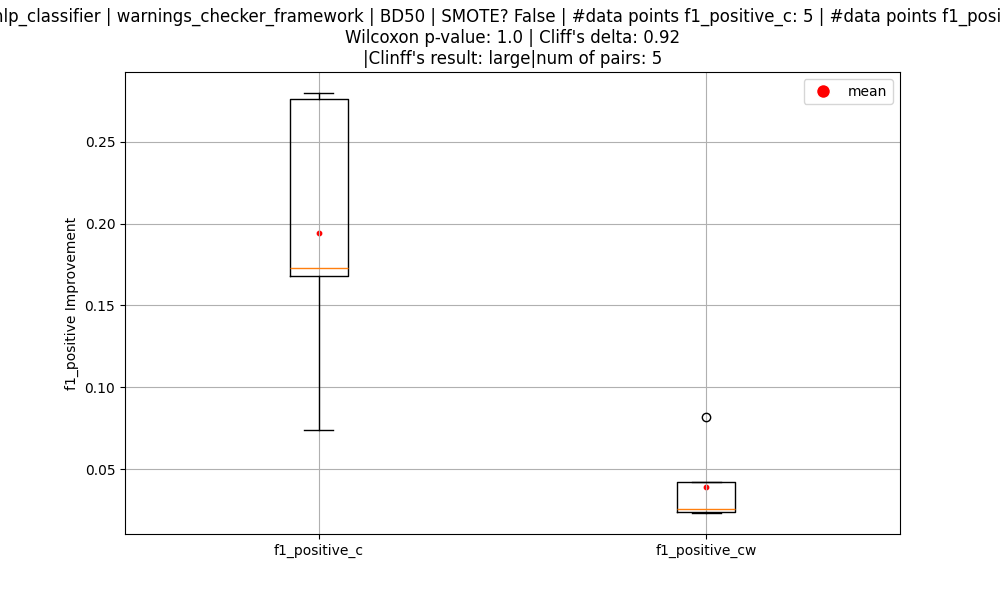 | warnings_checker_framework | BD50 | SMOTE? False | #data points f1_positive_c: 5 | #data points
Wilcoxon p-value: 1.0 | Cliff's delta: 0.92
|Clinff's result: large|num of pairs: 5
mean
0.25
0.20
0.15
0.10
0.05
f1_positive Improvement
f1_positive_c
f1_positive_cw